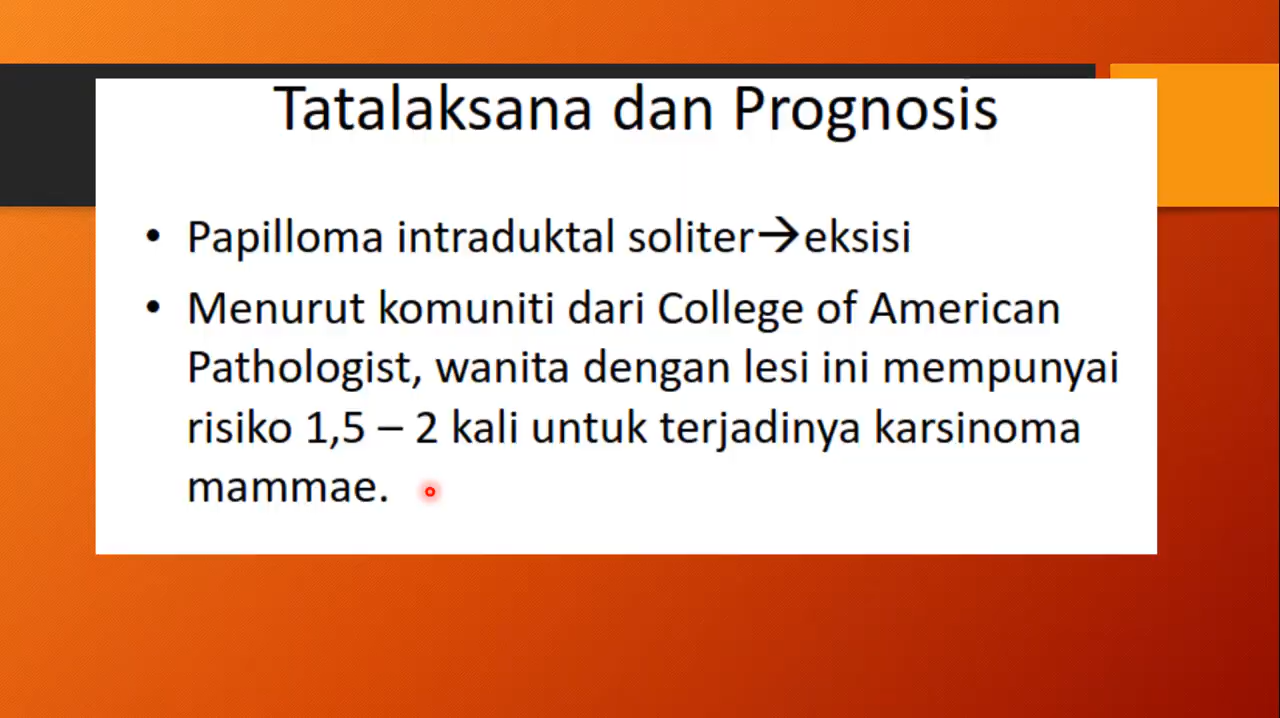 Tatalaksana dan Prognosis
• Papilloma intraduktal soliter→eksisi
• Menurut komuniti dari College of American
Pathologist, wanita dengan lesi ini mempunyai
risiko 1,5 – 2 kali untuk terjadinya karsinoma
mammae.